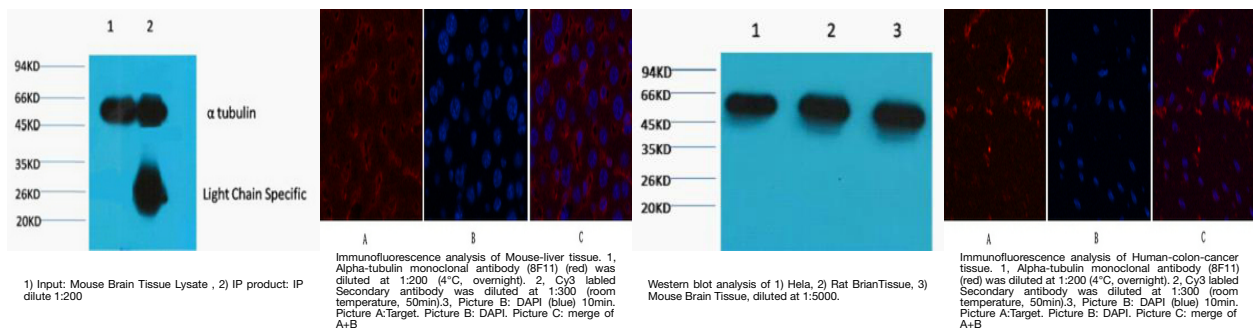 1 2
94KD
66KD
45KD
35KD
26KD
20KD
α tubulin
Light Chain Specific
1) Input: Mouse Brain Tissue Lysate , 2) IP product: IP
dilute 1:200
A B C
Immunofluorescence analysis of Mouse-liver tissue. 1,
Alpha-tubulin monoclonal antibody (8F11) (red) was
diluted at 1:200 (4°C, overnight). 2, Cy3 labled
Secondary antibody was diluted at 1:300 (room
temperature, 50min).3, Picture B: DAPI (blue) 10min.
Picture A:Target. Picture B: DAPI. Picture C: merge of
A+B
1 2 3
94KD
66KD
45KD
35KD
26KD
20KD
Western blot analysis of 1) Hela, 2) Rat BrianTissue, 3)
Mouse Brain Tissue, diluted at 1:5000.
A B C
Immunofluorescence analysis of Human-colon-cancer
tissue. 1, Alpha-tubulin monoclonal antibody (8F11)
(red) was diluted at 1:200 (4°C, overnight). 2, Cy3 labled
Secondary antibody was diluted at 1:300 (room
temperature, 50min).3, Picture B: DAPI (blue) 10min.
Picture A:Target. Picture B: DAPI. Picture C: merge of
A+B